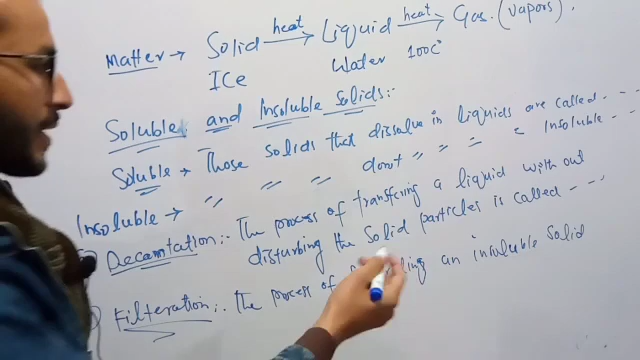 Matter → Solid heat→ Liquid heat→ Gas. (vapors).
ICe Water 100C°
Soluble and Insoluble Solids:-
Soluble → Those solids that dissolve in liquids are called ---
Insoluble → " " " " donot " " = " Insoluble --
Decantation:- The process of transfering a liquid with out
disturbing the Solid particles is called ---
Filteration:- The process of an insoluble Solid